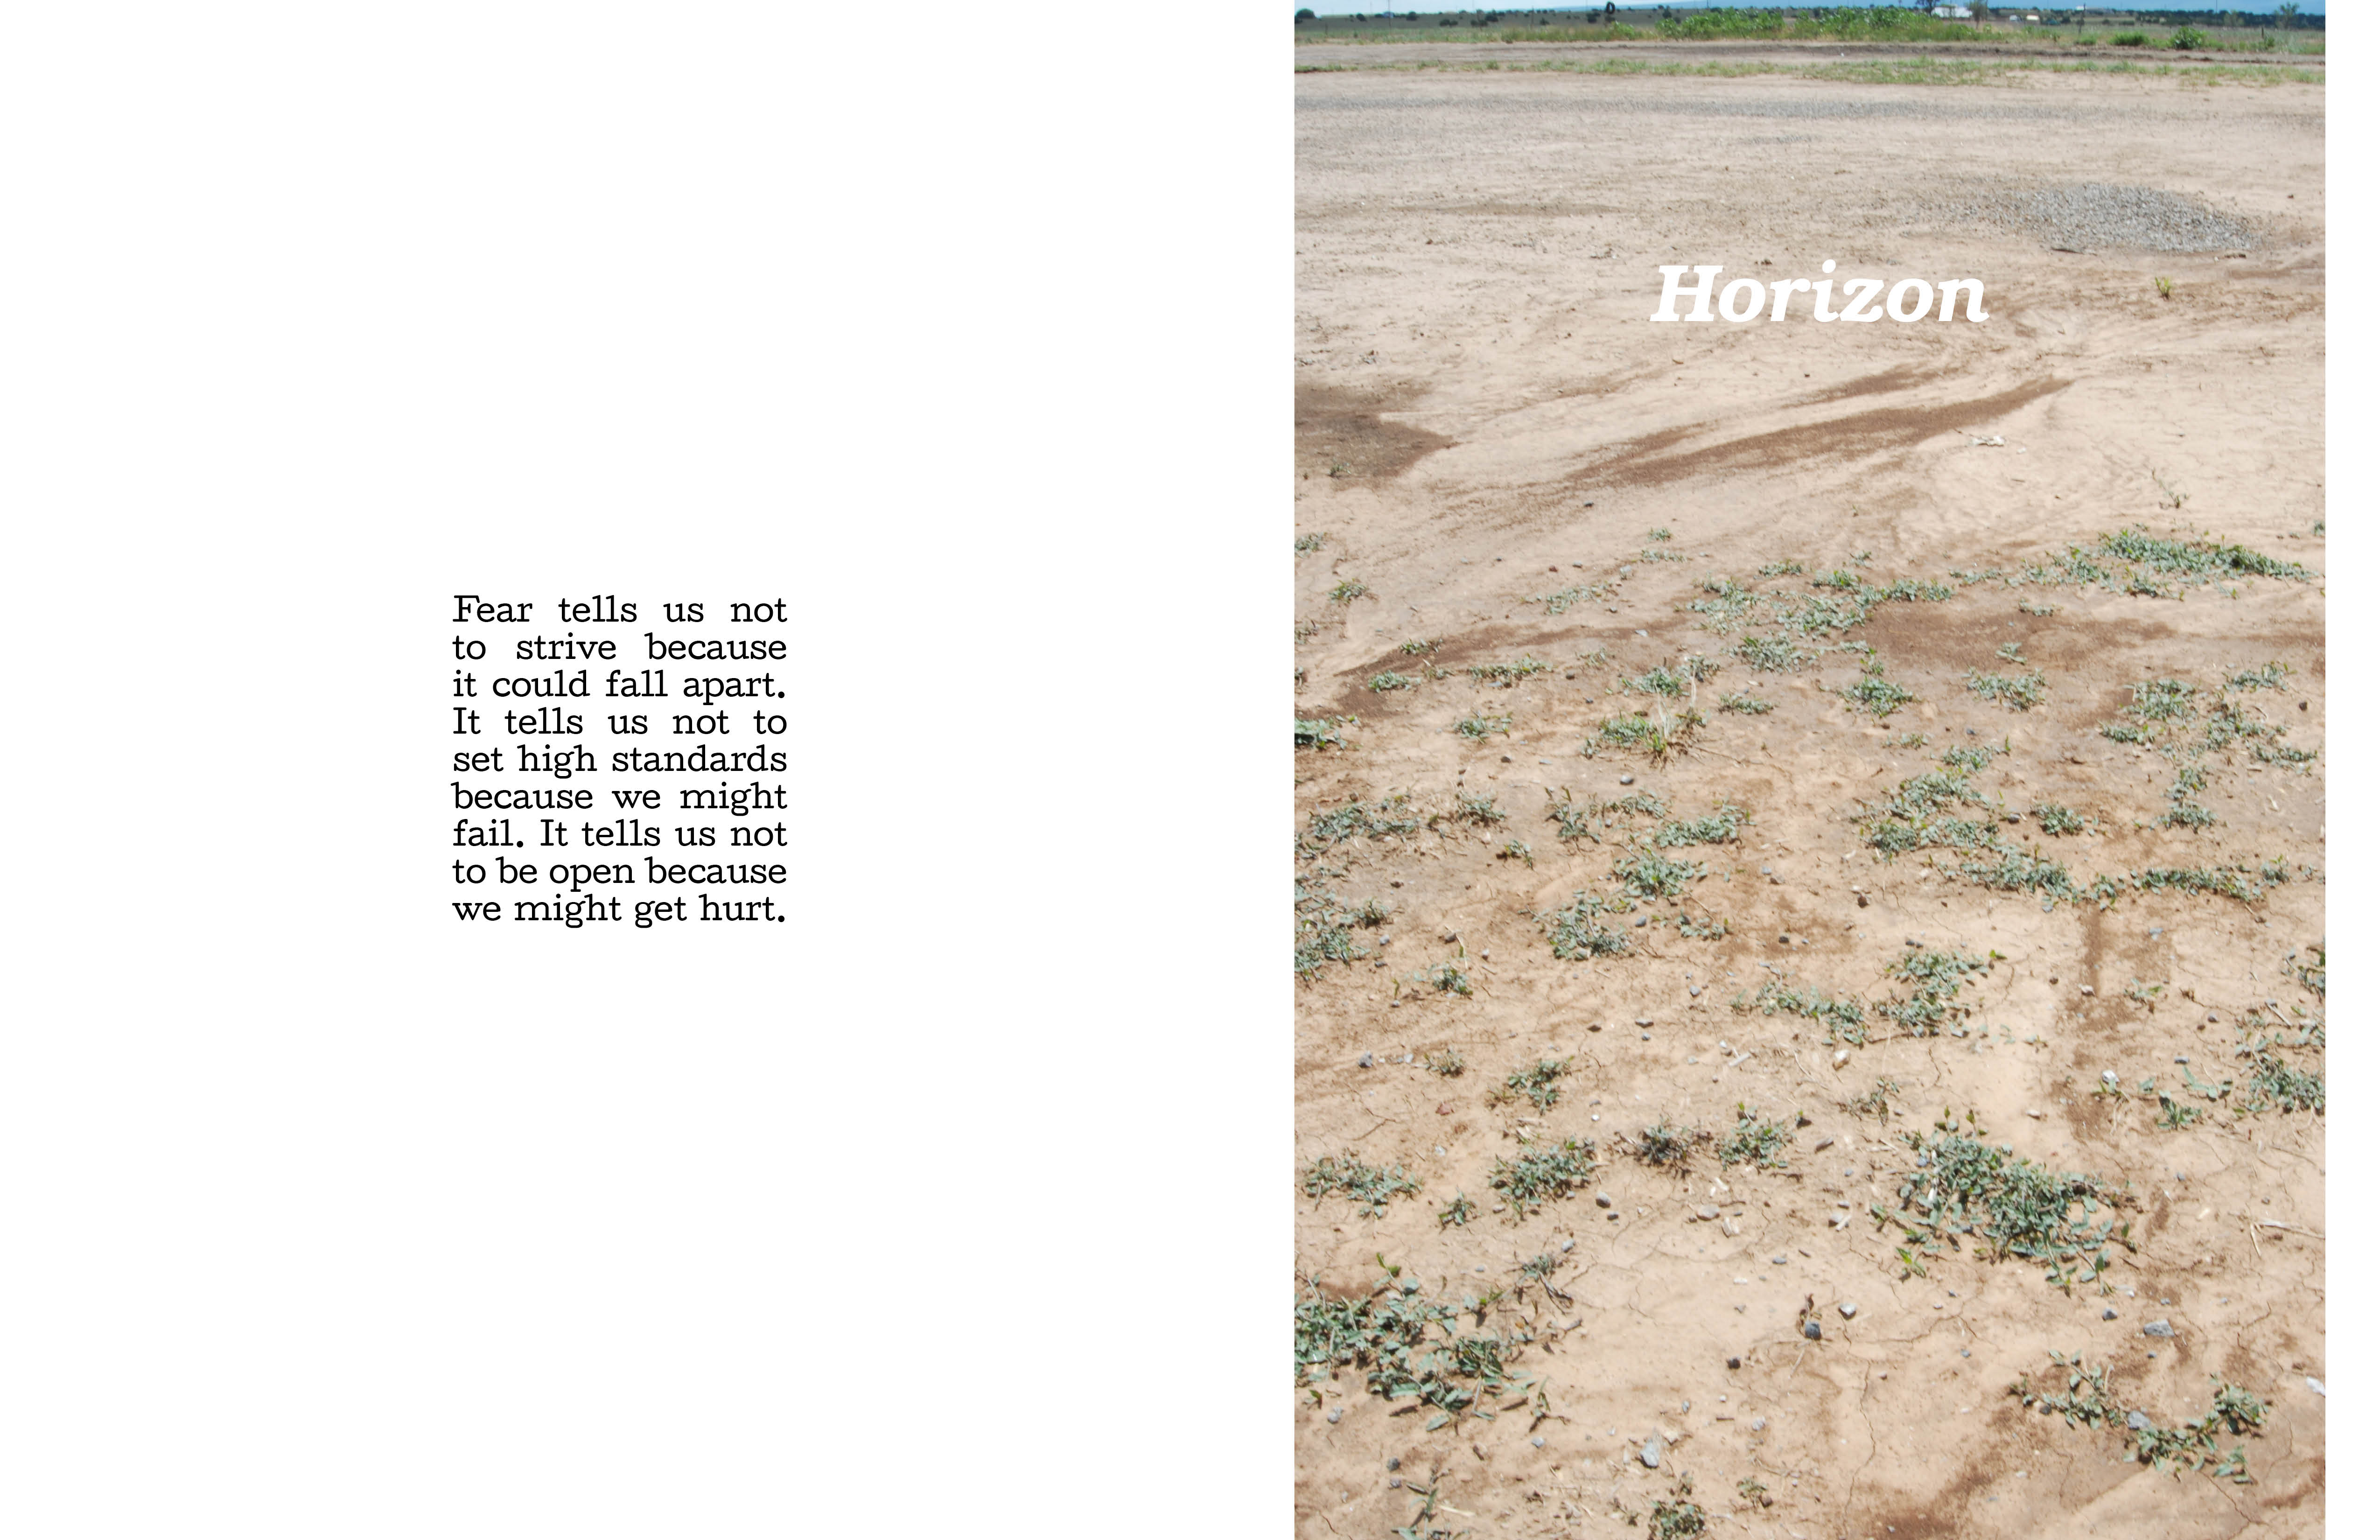 Fear tells us not
to strive because
it could fall apart.
It tells us not to
set high standards
because we might
fail. It tells us not
to be open because
we might get hurt.
Horizon